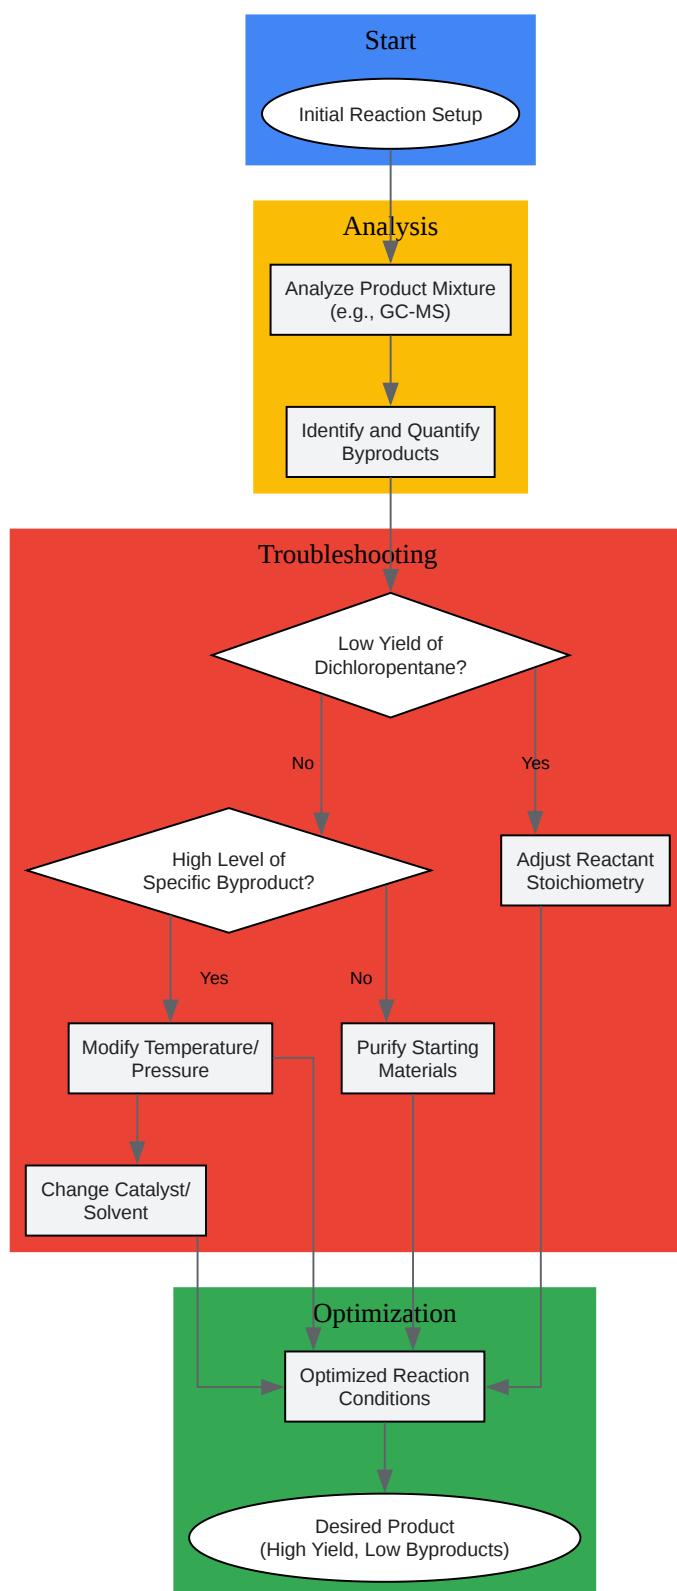 Start
Initial Reaction Setup
Analysis
Analyze Product Mixture
(e.g., GC-MS)
Identify and Quantify
Byproducts
Troubleshooting
Low Yield of
Dichloropentane?
No
Yes
High Level of
Specific Byproduct?
Adjust Reactant
Stoichiometry
Yes
No
Modify Temperature/
Pressure
Purify Starting
Materials
Change Catalyst/
Solvent
Optimization
Optimized Reaction
Conditions
Desired Product
(High Yield, Low Byproducts)